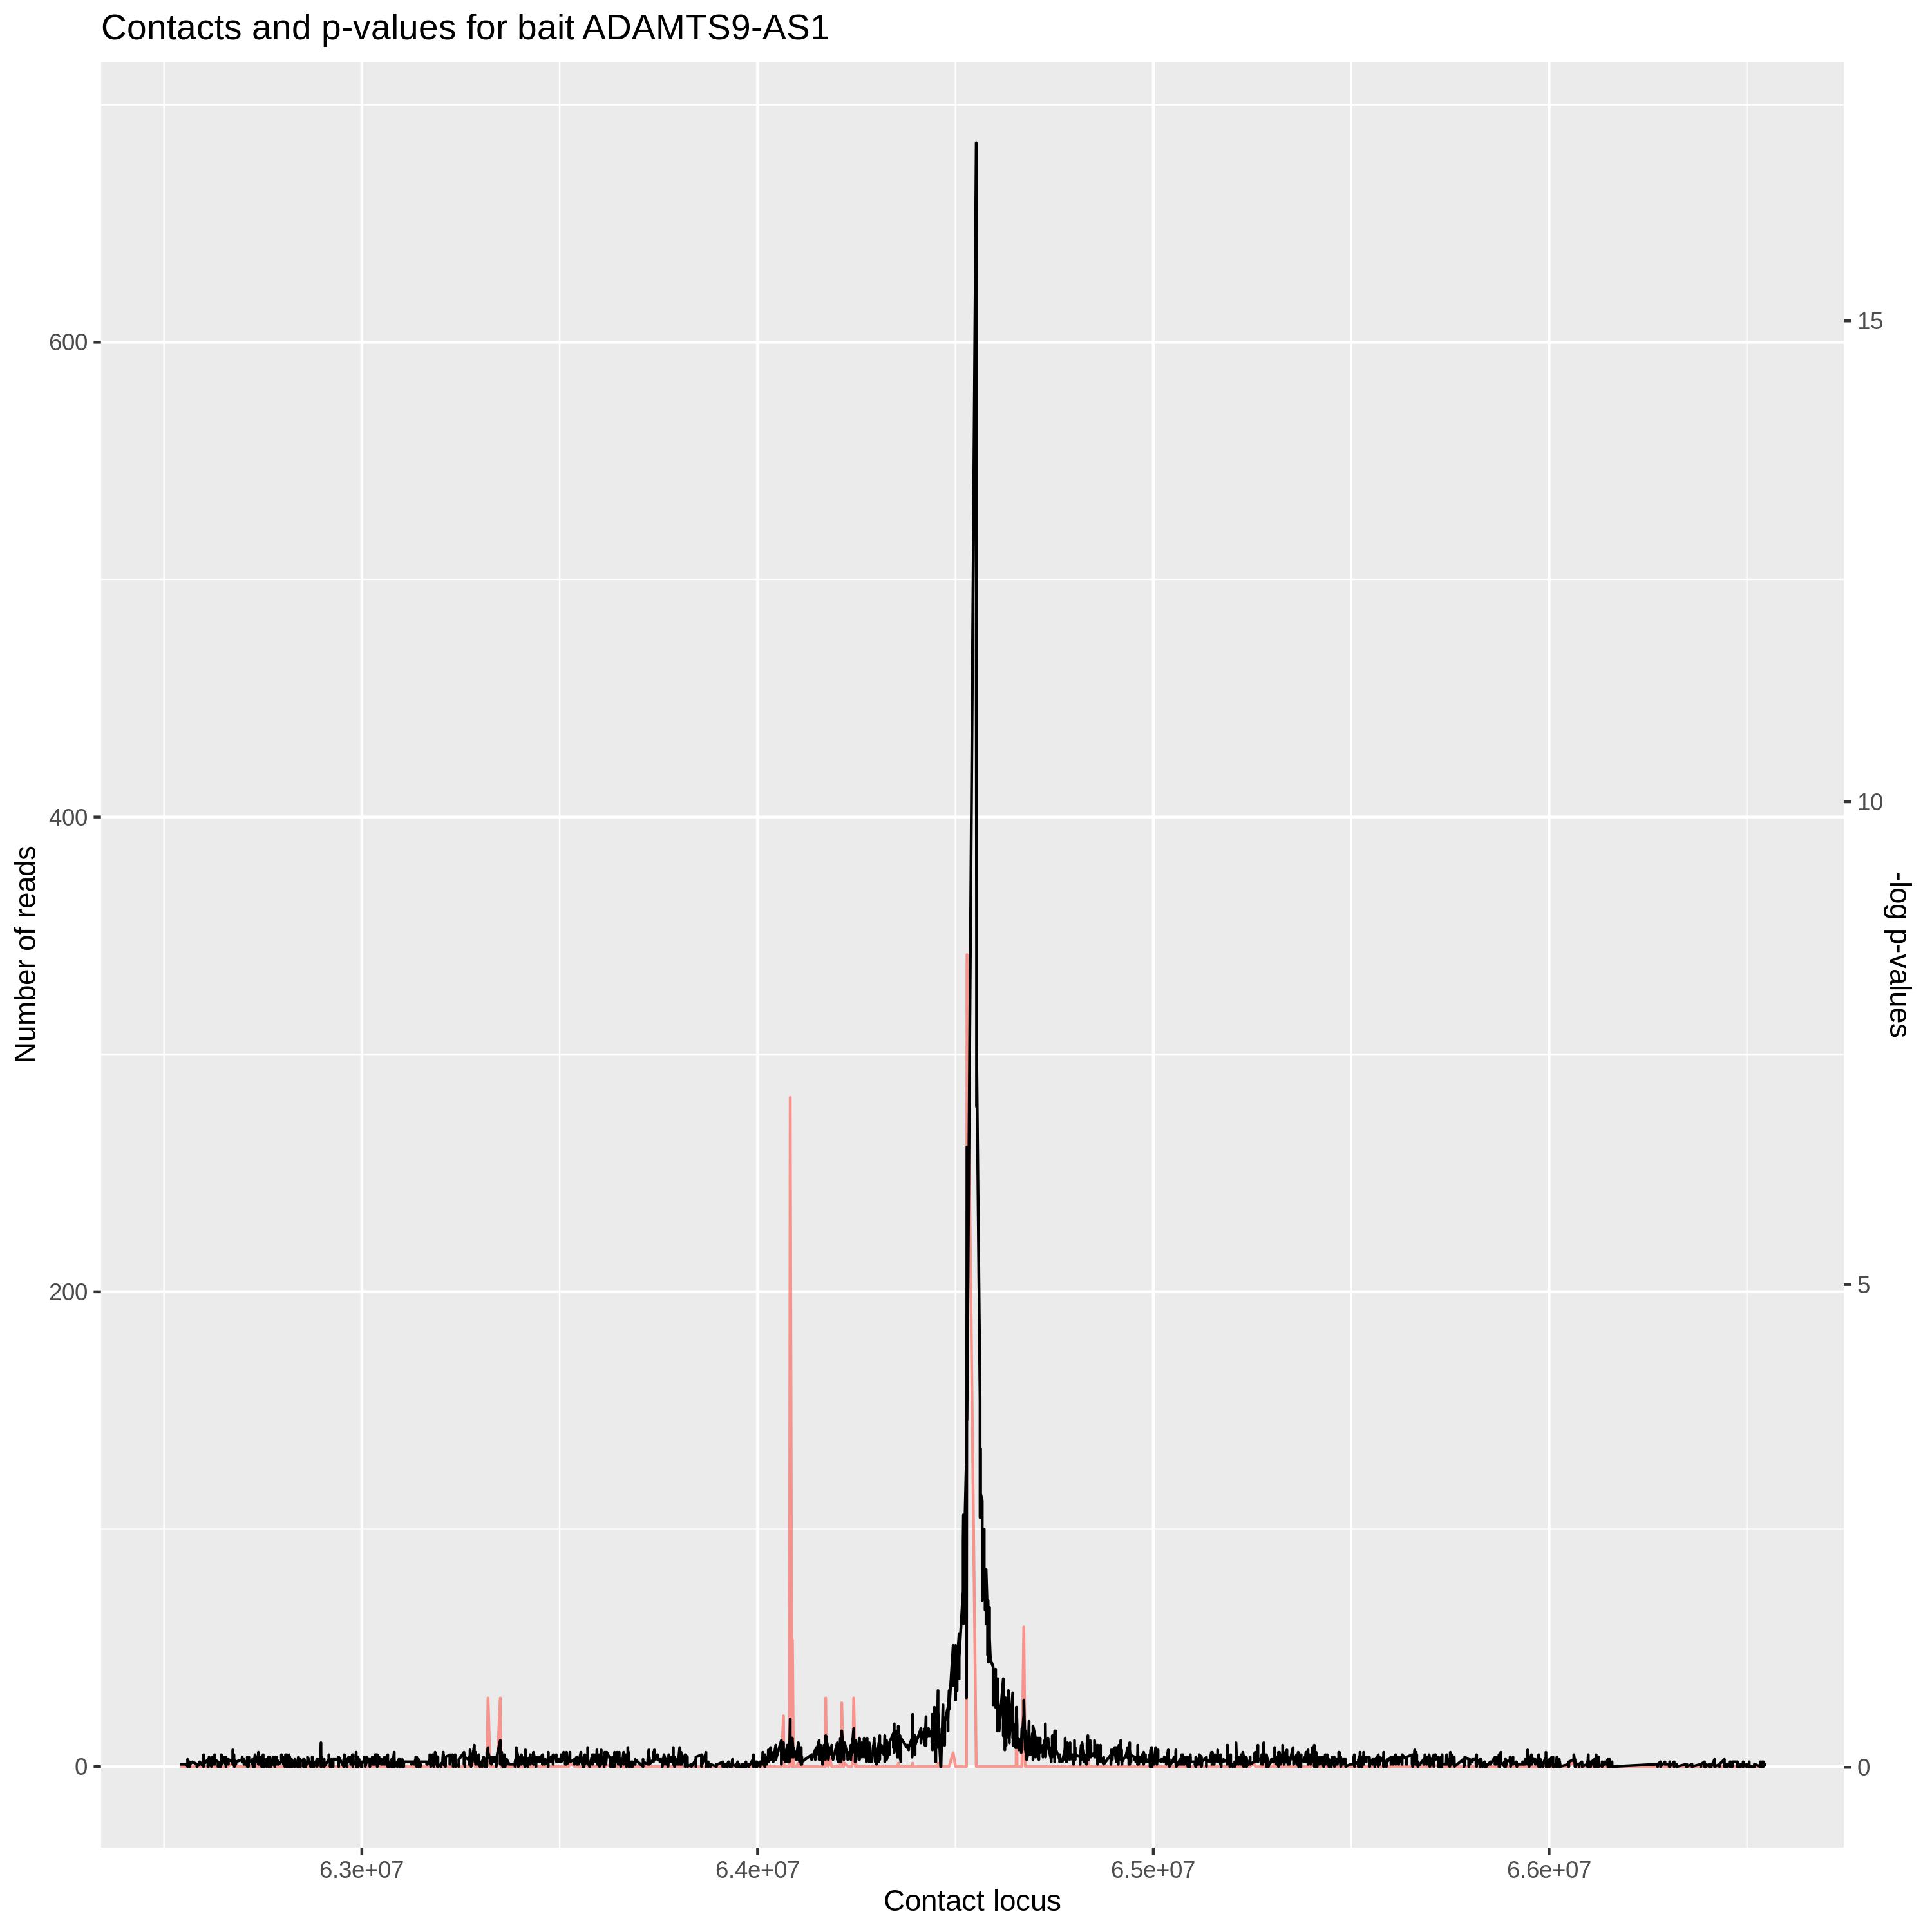 Contacts and p-values for bait ADAMTS9-AS1
600
400
200
0
Number of reads
15
10
5
0
-log p-values
6.3e+07
6.4e+07
6.5e+07
6.6e+07
Contact locus